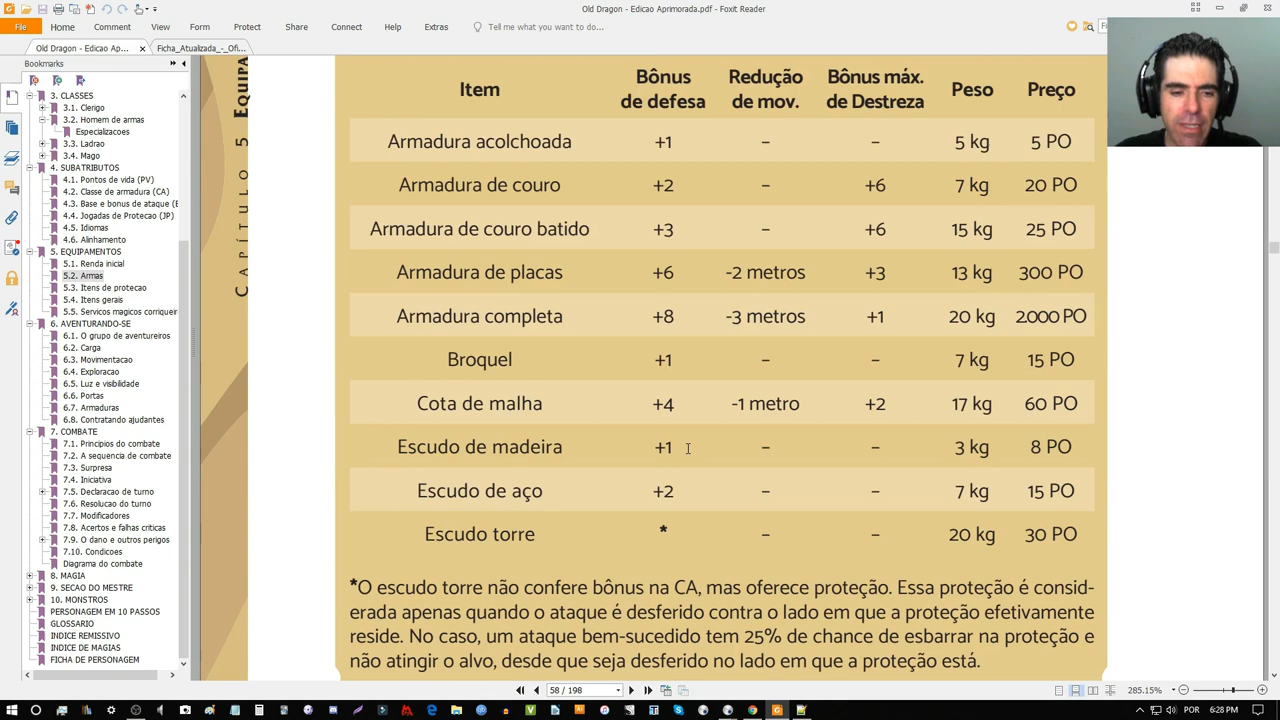 Old Dragon - Edicao Aprimorada.pdf - Foxit Reader
File Home Comment View Form Protect Share Connect Help Extras Tell me what you want to do...
Old Dragon - Edicao Ap... Ficha_Atualizada_-_Ofi...
Bookmarks
3. CLASSES
3.1. Clerigo
3.2. Homem de armas
Especializacoes
3.3. Ladrao
3.4. Mago
4. SUBATRIBUTOS
4.1. Pontos de vida (PV)
4.2. Classe de armadura (CA)
4.3. Base e bonus de ataque (E
4.4. Jogadas de Protecao (JP)
4.5. Idiomas
4.6. Alinhamento
5. EQUIPAMENTOS
5.1. Renda inicial
5.2. Armas
5.3. Itens de protecao
5.4. Itens gerais
5.5. Servicos magicos corriqueir
6. AVENTURANDO-SE
6.1. O grupo de aventureiros
6.2. Carga
6.3. Movimentacao
6.4. Exploracao
6.5. Luz e visibilidade
6.6. Portas
6.7. Armaduras
6.8. Contratando ajudantes
7. COMBATE
7.1. Principios do combate
7.2. A sequencia de combate
7.3. Surpresa
7.4. Iniciativa
7.5. Declaracao de turno
7.6. Resolucao do turno
7.7. Modificadores
7.8. Acertos e falhas criticas
7.9. O dano e outros perigos
7.10. Condicoes
Diagrama do combate
8. MAGIA
9. SECAO DO MESTRE
10. MONSTROS
PERSONAGEM EM 10 PASSOS
GLOSSARIO
INDICE REMISSIVO
INDICE DE MAGIAS
FICHA DE PERSONAGEM
CAPÍTULO 5 EQUIPA
Item Bônus de defesa Redução de mov. Bônus máx. de Destreza Peso Preço
Armadura acolchoada +1 – – 5 kg 5 PO
Armadura de couro +2 – +6 7 kg 20 PO
Armadura de couro batido +3 – +6 15 kg 25 PO
Armadura de placas +6 -2 metros +3 13 kg 300 PO
Armadura completa +8 -3 metros +1 20 kg 2.000 PO
Broquel +1 – – 7 kg 15 PO
Cota de malha +4 -1 metro +2 17 kg 60 PO
Escudo de madeira +1 – – 3 kg 8 PO
Escudo de aço +2 – – 7 kg 15 PO
Escudo torre * – – 20 kg 30 PO
*O escudo torre não confere bônus na CA, mas oferece proteção. Essa proteção é consid-
erada apenas quando o ataque é desferido contra o lado em que a proteção efetivamente
reside. No caso, um ataque bem-sucedido tem 25% de chance de esbarrar na proteção e
não atingir o alvo, desde que seja desferido no lado em que a proteção está.
58 / 198
285.15%
POR 6:28 PM